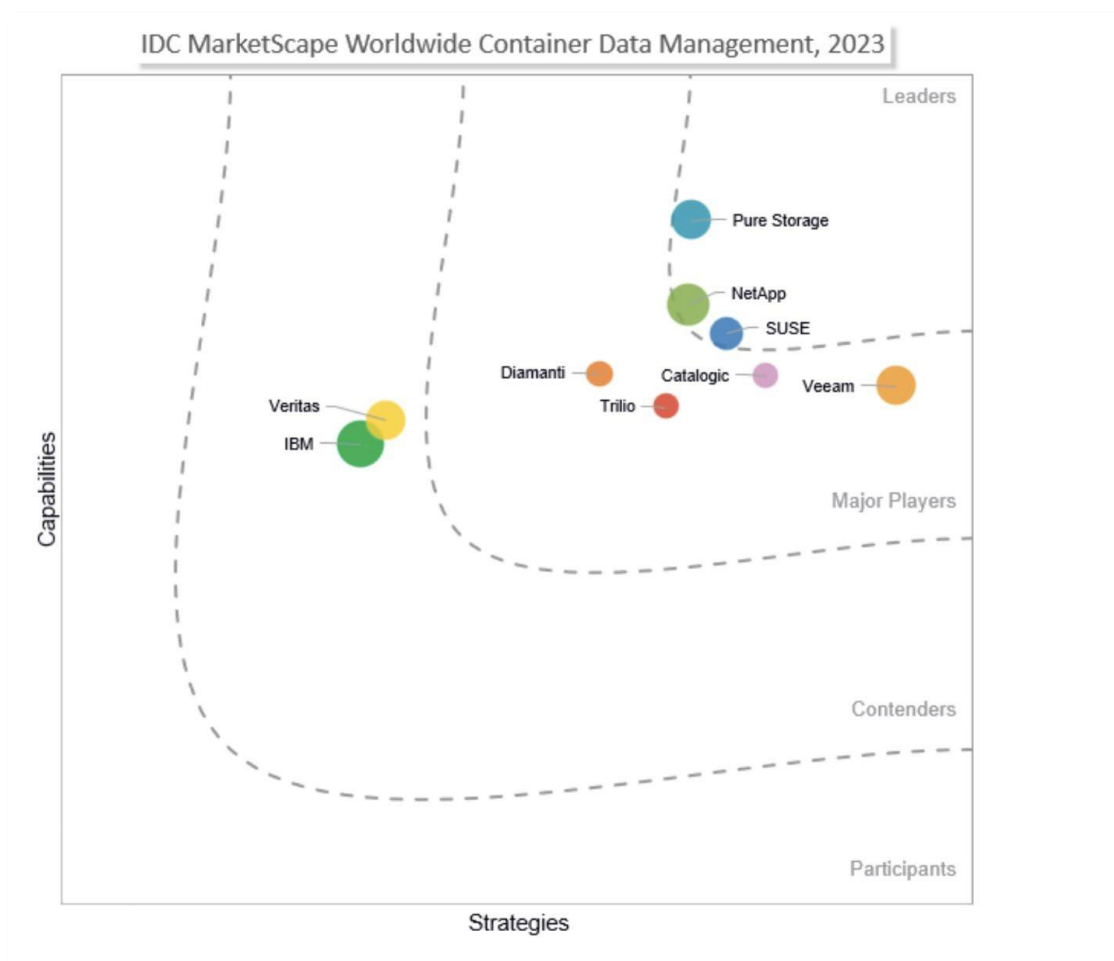 IDC MarketScape Worldwide Container Data Management, 2023
Leaders
Pure Storage
NetApp
SUSE
Diamanti
Catalogic
Veeam
Trilio
Veritas
IBM
Capabilities
Major Players
Contenders
Participants
Strategies